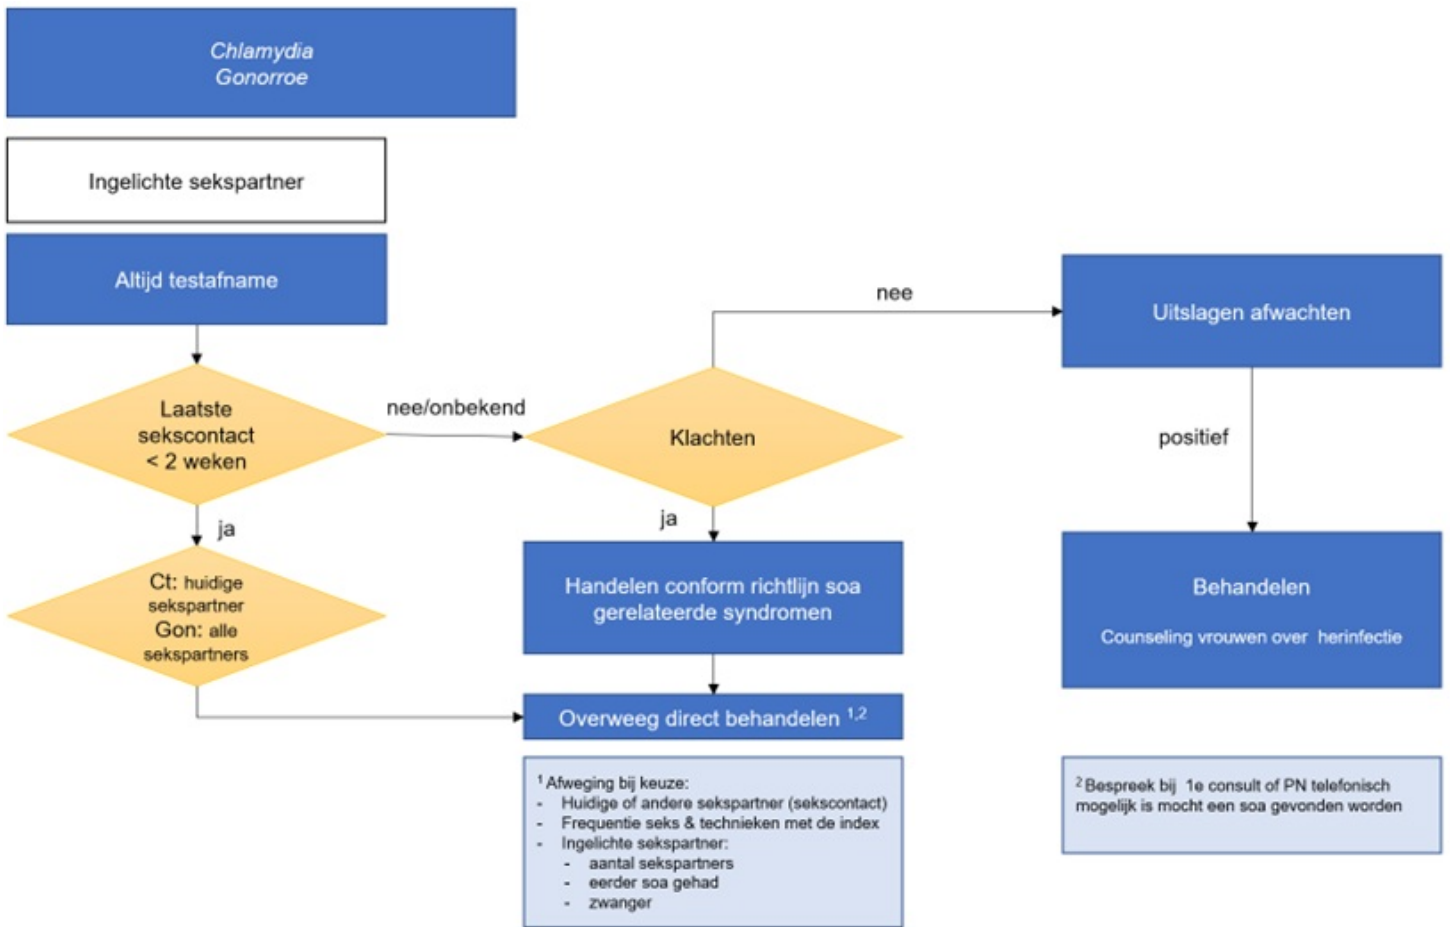 Chlamydia
Gonorroe
Ingelichte sekspartner
Altijd testafname
Laatste
sekscontact
< 2 weken
nee/onbekend
ja
Ct: huidige
sekspartner
Gon: alle
sekspartners
Klachten
nee
ja
Handelen conform richtlijn soa
gerelateerde syndromen
Overweeg direct behandelen 1,2
1 Afweging bij keuze:
- Huidige of andere sekspartner (sekscontact)
- Frequentie seks & technieken met de index
- Ingelichte sekspartner:
- aantal sekspartners
- eerder soa gehad
- zwanger
Uitslagen afwachten
positief
Behandelen
Counseling vrouwen over herinfectie
2 Bespreek bij 1e consult of PN telefonisch
mogelijk is mocht een soa gevonden worden